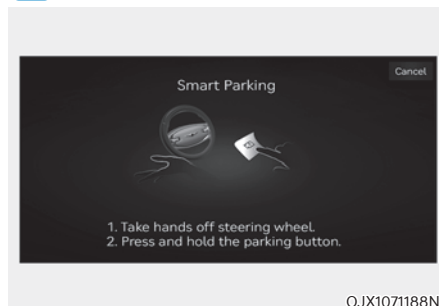 Cancel
Smart Parking
1. Take hands off steering wheel.
2. Press and hold the parking button.
OJX1071188N